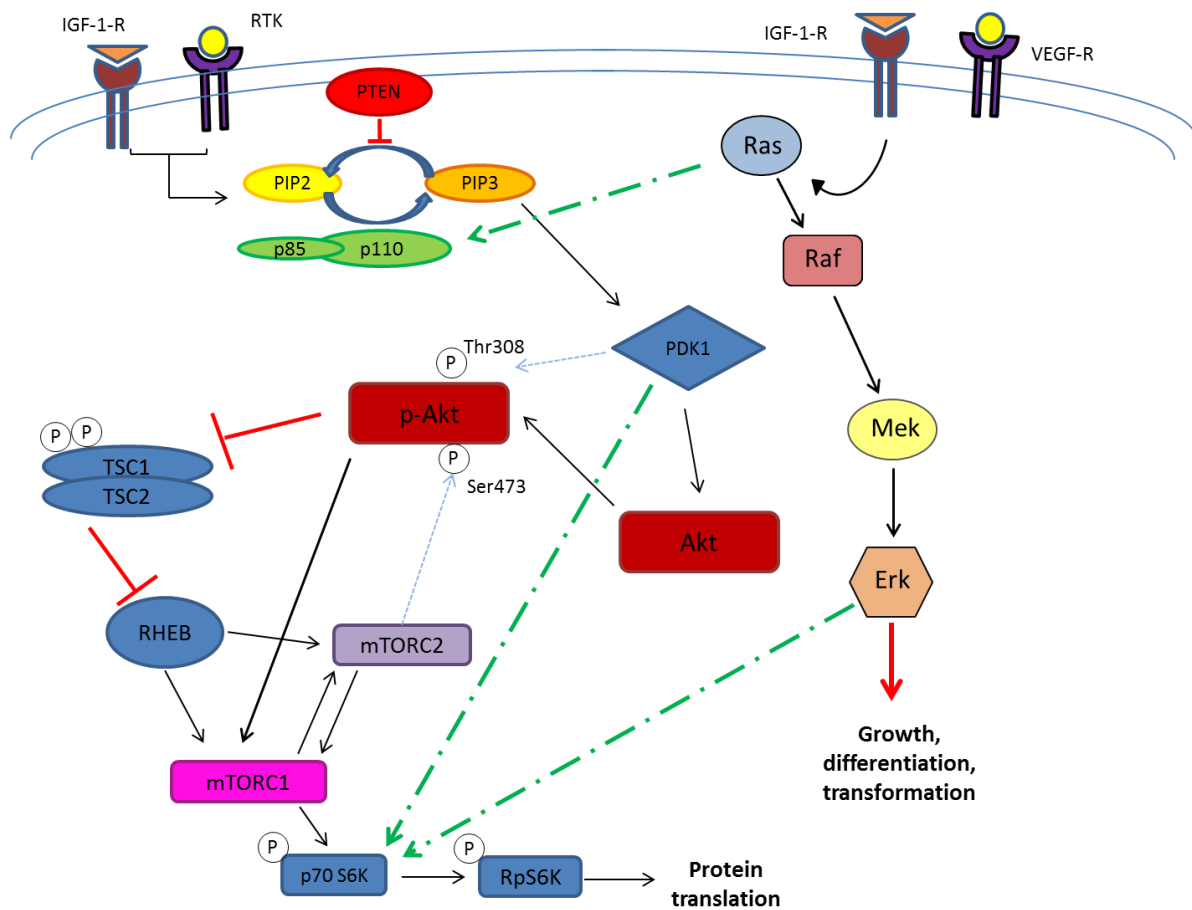 IGF-1-R
RTK
IGF-1-R
VEGF-R
PTEN
Ras
PIP2
PIP3
p85
p110
Raf
Thr308
P
PDK1
p-Akt
Mek
P
P
TSC1
P
TSC2
Ser473
Akt
Erk
RHEB
mTORC2
Growth,
differentiation,
transformation
mTORC1
P
P
p70 S6K
RpS6K
Protein
translation